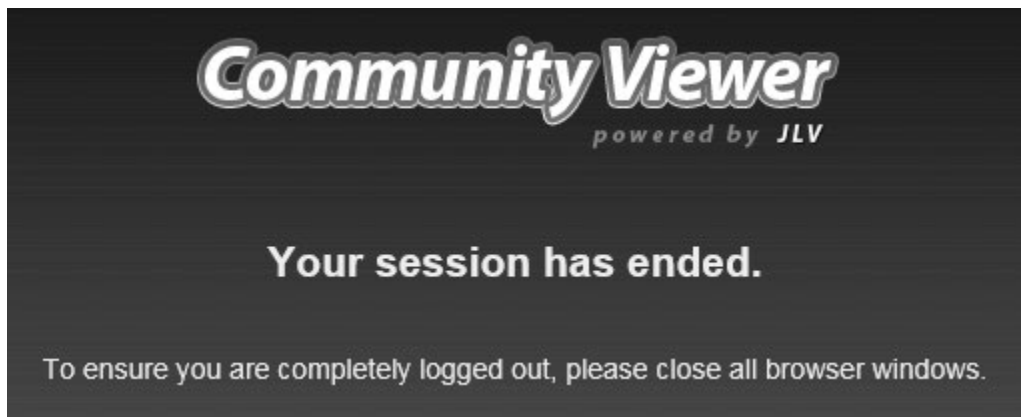 Community Viewer
powered by JLV
Your session has ended.
To ensure you are completely logged out, please close all browser windows.